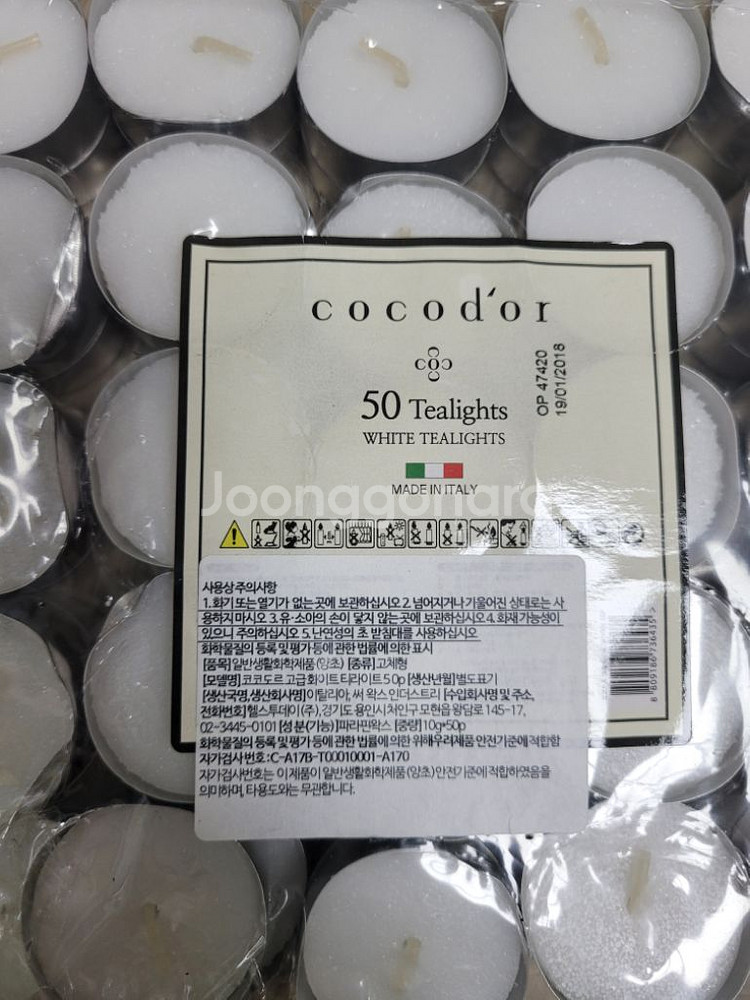 cocod'or
50 Tealights
WHITE TEALIGHTS
MADE IN ITALY
OP 47420
19/01/2018
Joonggonara
사용상 주의사항
1. 화기 또는 열기가 없는 곳에 보관하십시오 2. 넘어지거나 기울어진 상태로는 사
용하지 마시오 3. 유·소아의 손이 닿지 않는 곳에 보관하십시오 4. 화재 가능성이
있으니 주의하십시오 5. 난연성의 초 받침대를 사용하십시오
화학물질의 등록 및 평가 등에 관한 법률에 의한 표시
[품목] 일반생활화학제품(양초) [종류] 고체형
[모델명] 코코도르 고급 화이트 티라이트 50p [생산년월] 별도표기
[생산국명, 생산회사명] 이탈리아, 써 왁스 인더스트리 [수입회사명 및 주소,
전화번호] 헬스투데이(주), 경기도 용인시 처인구 모현읍 왕담로 145-17,
02-3445-0101 [성분(기능)] 파라핀왁스 [중량] 10g*50p
화학물질의 등록 및 평가 등에 관한 법률에 의한 위해우려제품 안전기준에 적합함
자가검사번호 : C-A17B-T00010001-A170
자가검사번호는 이 제품이 일반생활화학제품(양초) 안전기준에 적합하였음을
의미하며, 타용도와는 무관합니다.
8 809186 736435 >